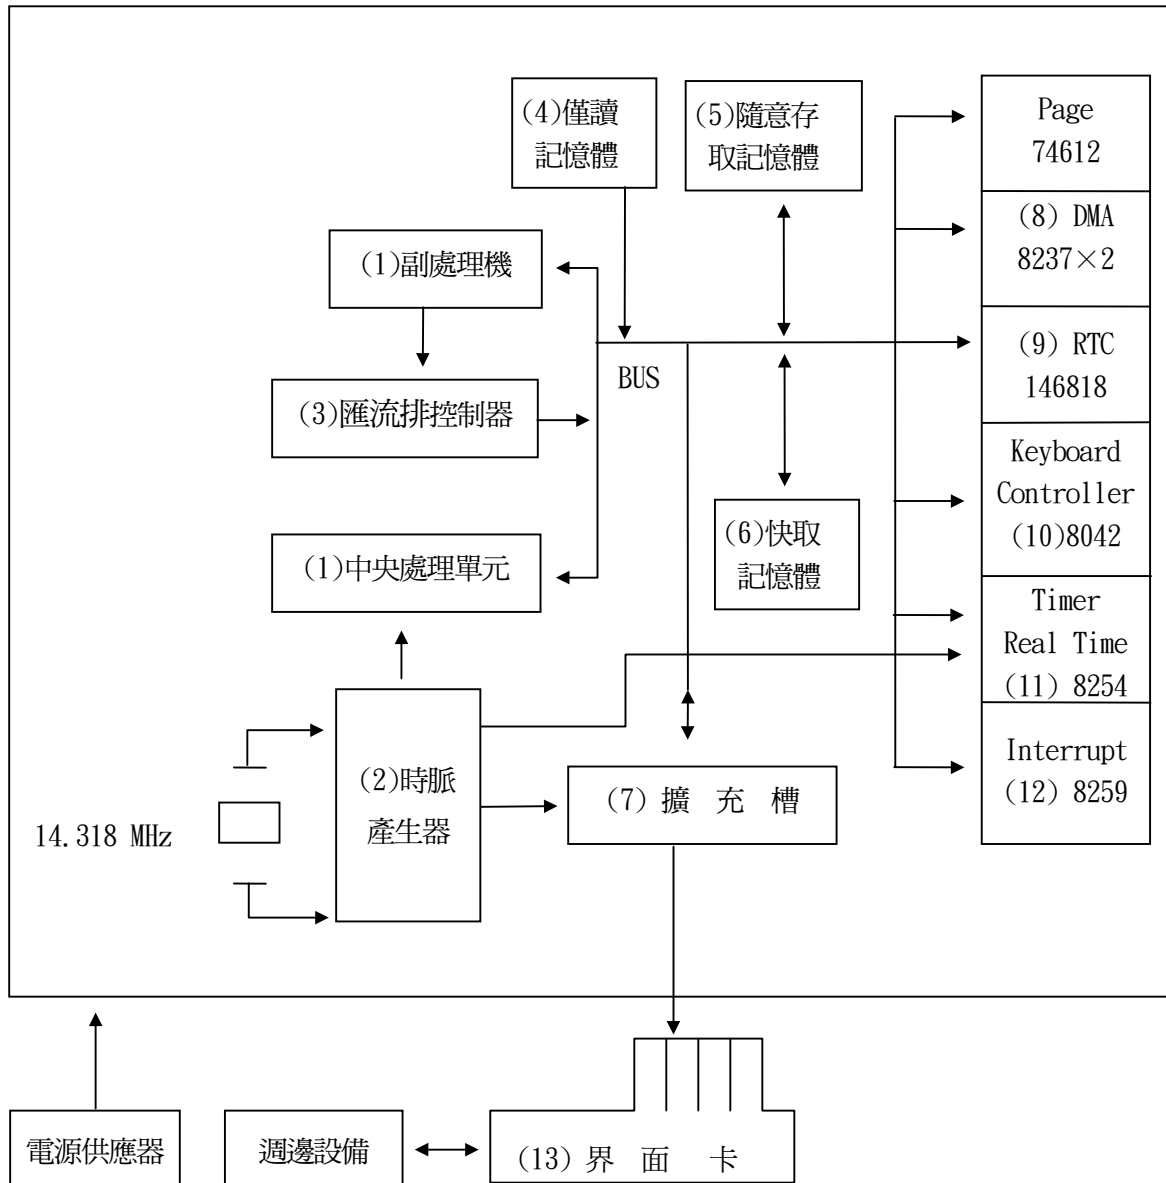 (4)僅讀
記憶體
(5)隨意存
取記憶體
Page
74612
(8) DMA
8237×2
(1)副處理機
(9) RTC
146818
BUS
(3)匯流排控制器
Keyboard
Controller
(10)8042
(6)快取
記憶體
(1)中央處理單元
Timer
Real Time
(11) 8254
(2)時脈
產生器
(7) 擴 充 槽
Interrupt
(12) 8259
14.318 MHz
電源供應器
週邊設備
(13) 界 面 卡